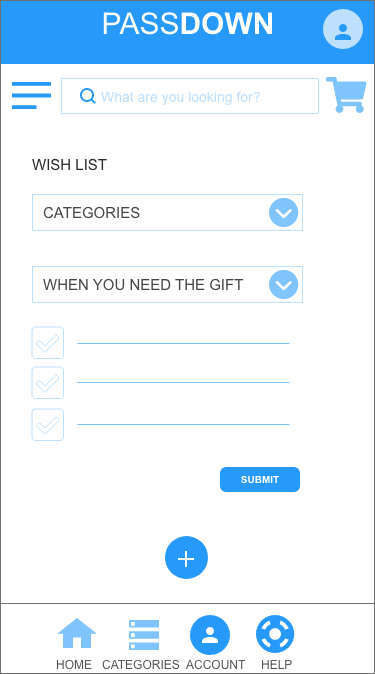 PASSDOWN
What are you looking for?
WISH LIST
CATEGORIES
WHEN YOU NEED THE GIFT
SUBMIT
HOME CATEGORIES ACCOUNT HELP